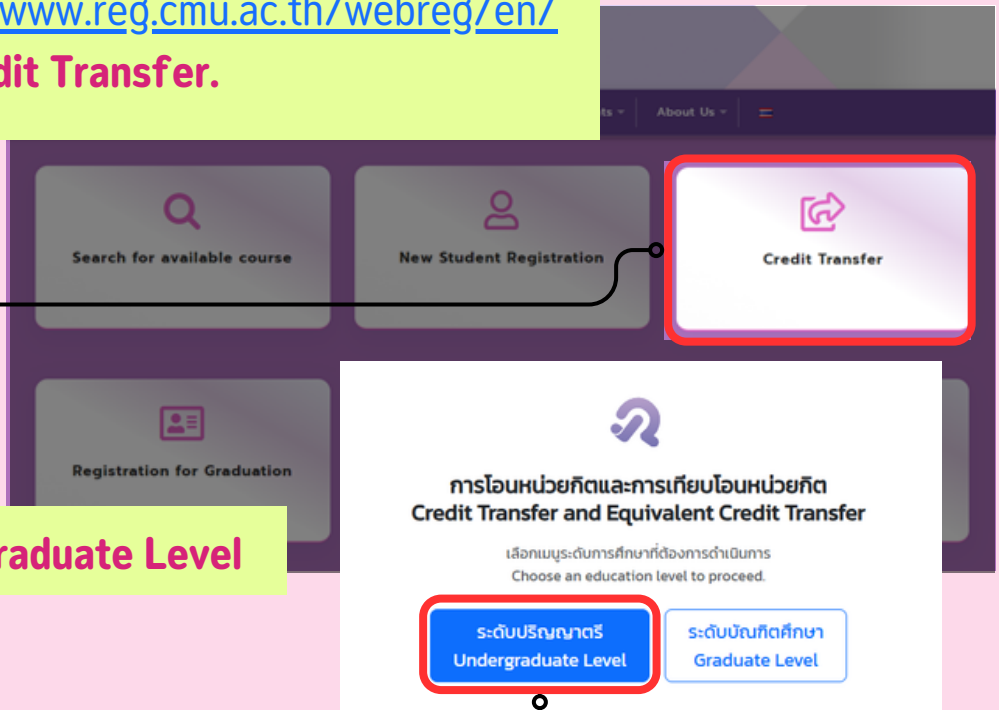 www.reg.cmu.ac.th/webreg/en/
dit Transfer.
ts
About Us
Search for available course
New Student Registration
Credit Transfer
Registration for Graduation
raduate Level
การโอนหน่วยกิตและการเทียบโอนหน่วยกิต
Credit Transfer and Equivalent Credit Transfer
เลือกเมนูระดับการศึกษาที่ต้องการดำเนินการ
Choose an education level to proceed.
ระดับปริญญาตรี
Undergraduate Level
ระดับบัณฑิตศึกษา
Graduate Level